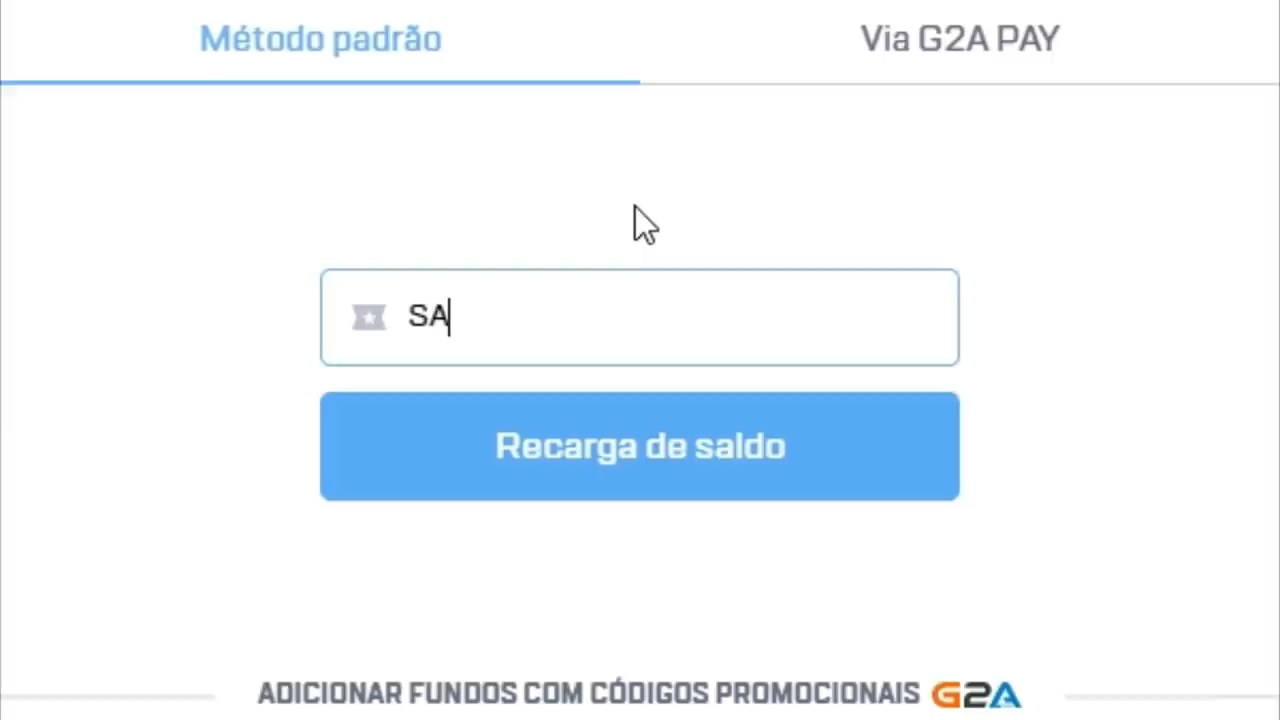 Método padrão
Via G2A PAY
SA
Recarga de saldo
ADICIONAR FUNDOS COM CÓDIGOS PROMOCIONAIS G2A